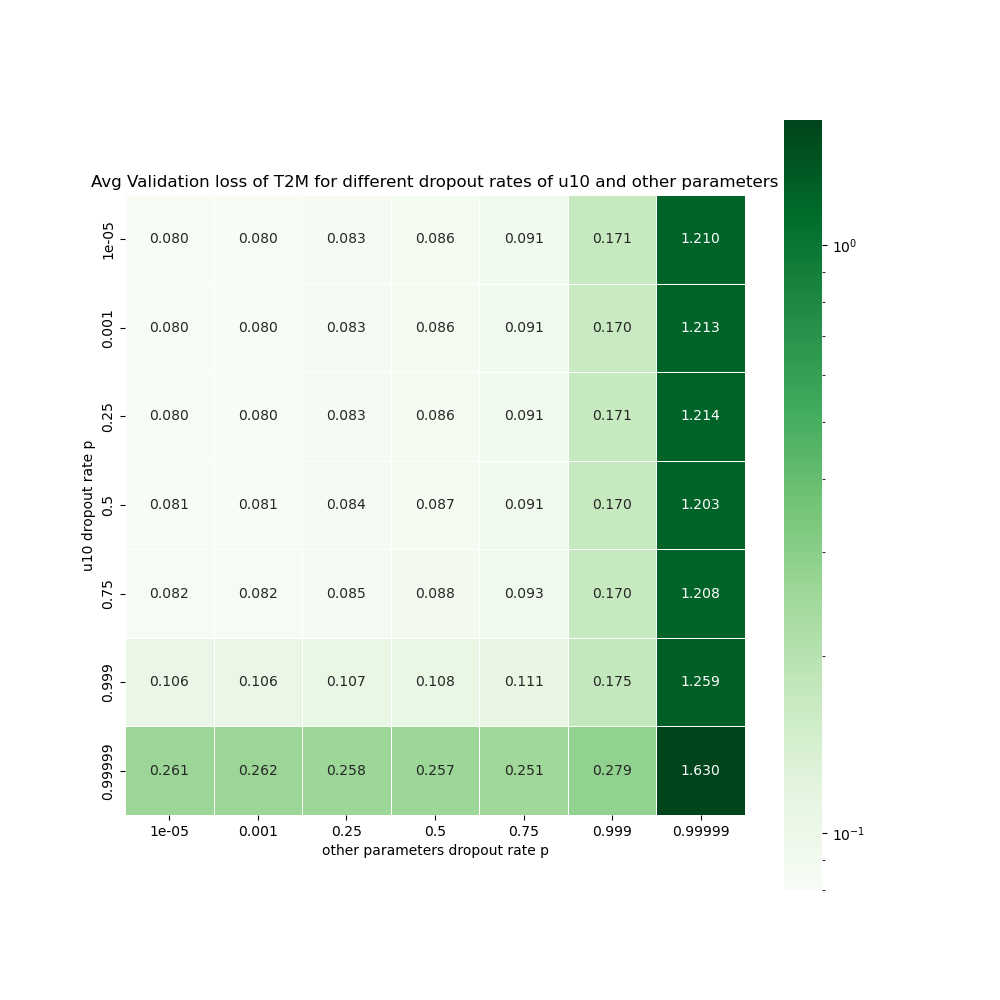 Avg Validation loss of T2M for different dropout rates of u10 and other parameters
u10 dropout rate p
1e-05 0.080 0.080 0.083 0.086 0.091 0.171 1.210
0.001 0.080 0.080 0.083 0.086 0.091 0.170 1.213
0.25 0.080 0.080 0.083 0.086 0.091 0.171 1.214
0.5 0.081 0.081 0.084 0.087 0.091 0.170 1.203
0.75 0.082 0.082 0.085 0.088 0.093 0.170 1.208
0.999 0.106 0.106 0.107 0.108 0.111 0.175 1.259
0.99999 0.261 0.262 0.258 0.257 0.251 0.279 1.630
1e-05 0.001 0.25 0.5 0.75 0.999 0.99999
other parameters dropout rate p
10⁰
10⁻¹